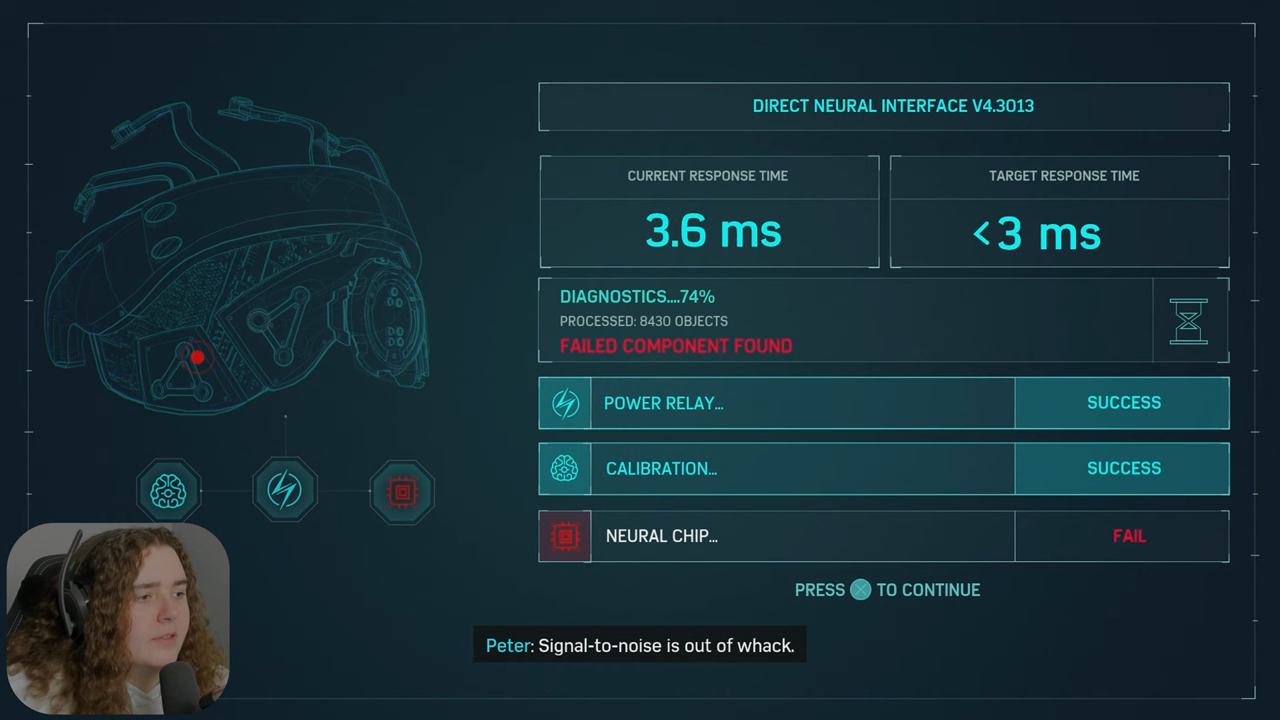 DIRECT NEURAL INTERFACE V4.3013
CURRENT RESPONSE TIME
3.6 ms
TARGET RESPONSE TIME
<3 ms
DIAGNOSTICS....74%
PROCESSED: 8430 OBJECTS
FAILED COMPONENT FOUND
POWER RELAY...
SUCCESS
CALIBRATION...
SUCCESS
NEURAL CHIP...
FAIL
PRESS TO CONTINUE
Peter: Signal-to-noise is out of whack.